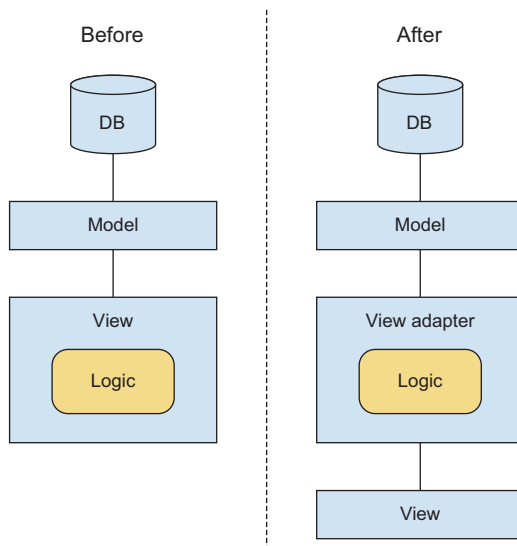 Before
DB
Model
View
Logic
After
DB
Model
View adapter
Logic
View